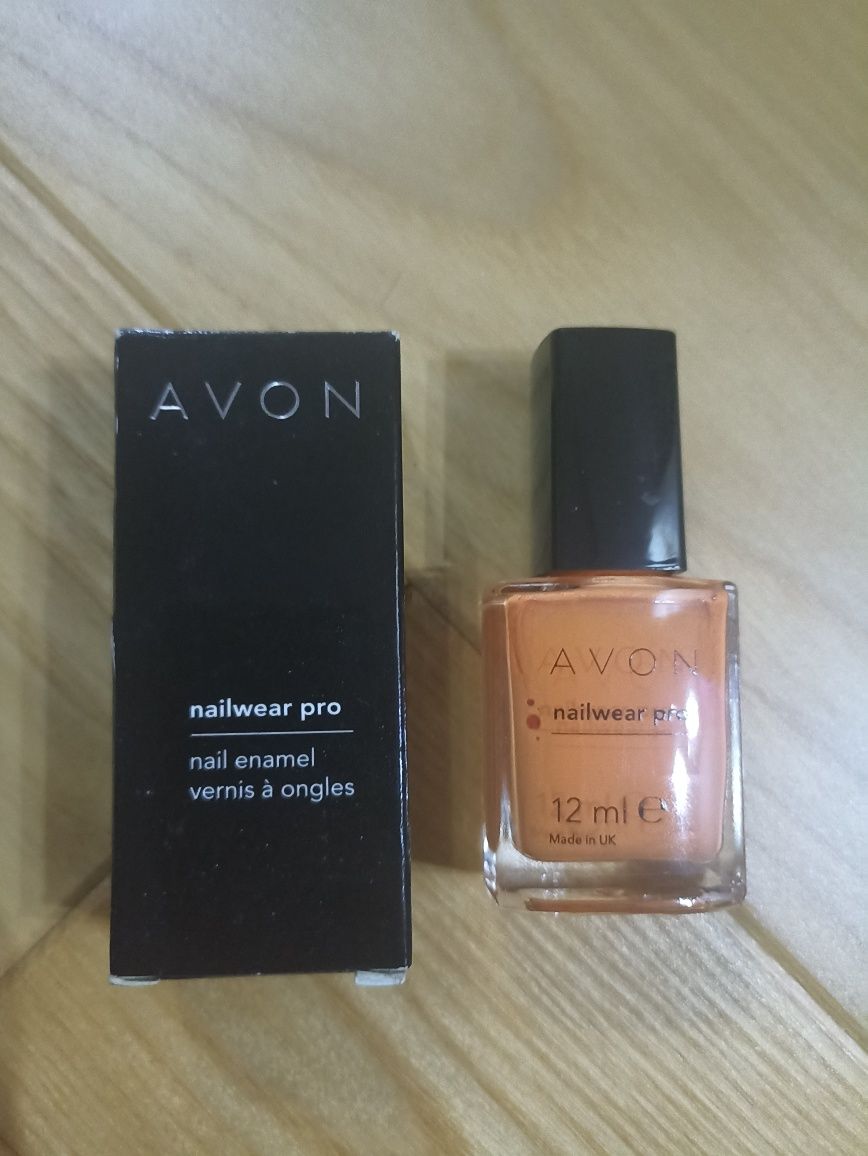 AVON
nailwear pro
nail enamel
vernis à ongles
AVON
nailwear pro
12 ml ℮
Made in UK